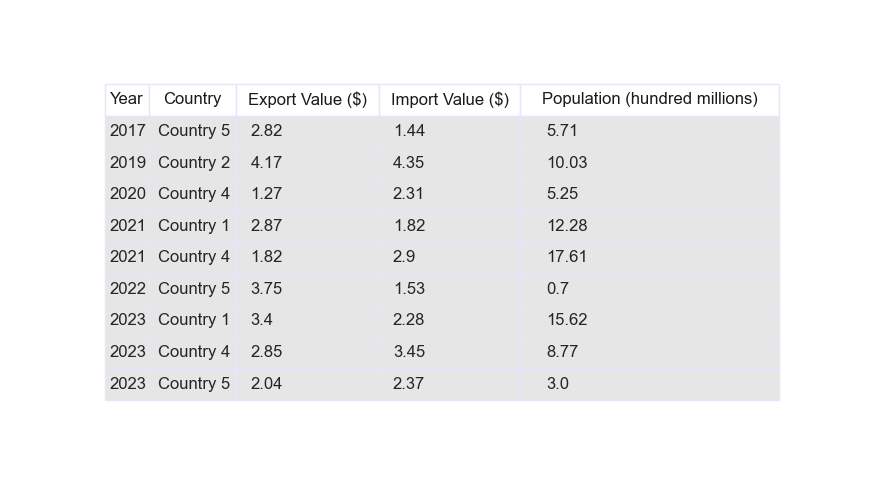 Year Country Export Value ($) Import Value ($) Population (hundred millions)
2017 Country 5 2.82 1.44 5.71
2019 Country 2 4.17 4.35 10.03
2020 Country 4 1.27 2.31 5.25
2021 Country 1 2.87 1.82 12.28
2021 Country 4 1.82 2.9 17.61
2022 Country 5 3.75 1.53 0.7
2023 Country 1 3.4 2.28 15.62
2023 Country 4 2.85 3.45 8.77
2023 Country 5 2.04 2.37 3.0